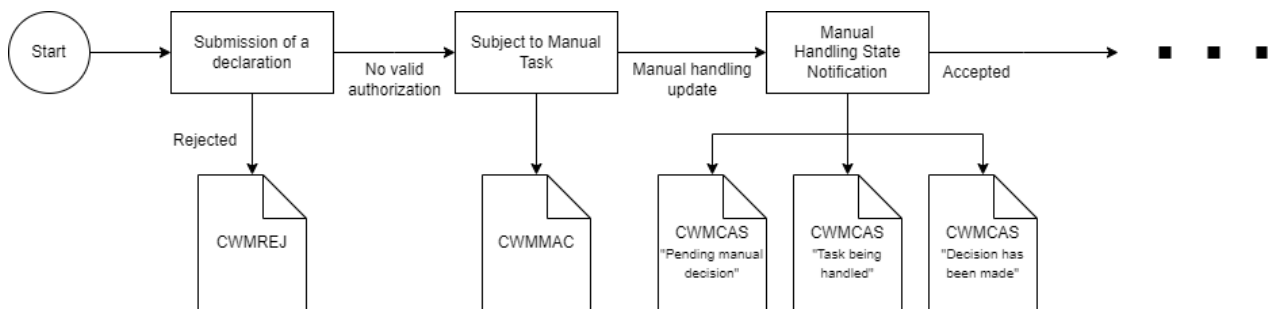 Start
Submission of a
declaration
No valid
authorization
Subject to Manual
Task
Manual handling
update
Manual
Handling State
Notification
Accepted
Rejected
CWMREJ
CWMMAC
CWMCAS
"Pending manual
decision"
CWMCAS
"Task being
handled"
CWMCAS
"Decision has
been made"